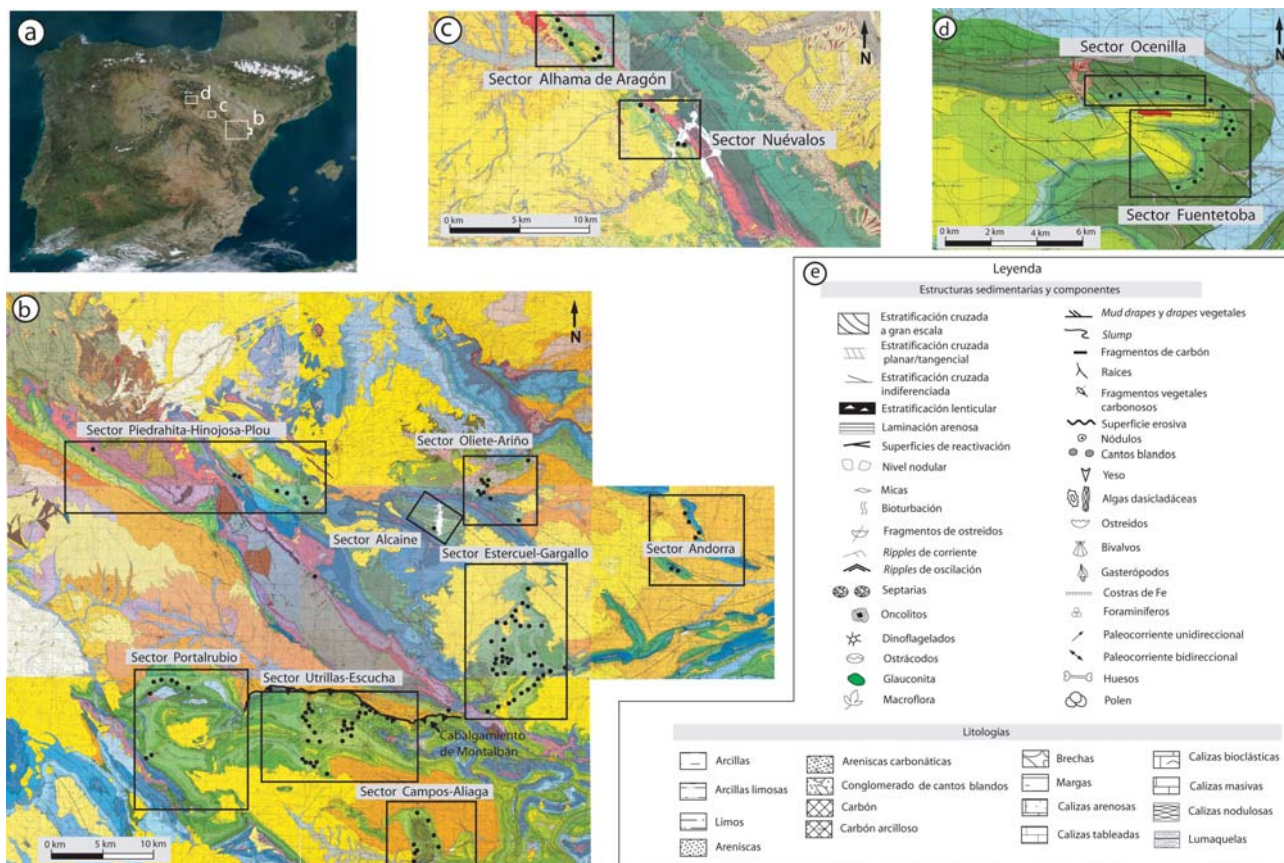 a
d
c
b
c
N
Sector Alhama de Aragón
Sector Nuévalos
0 km
5 km
10 km
d
N
Sector Ocenilla
Sector Fuentetoba
0 km
2 km
4 km
6 km
b
N
Sector Piedrahita-Hinojosa-Plou
Sector Oliete-Ariño
Sector Alcaine
Sector Estercuel-Gargallo
Sector Andorra
Sector Portalrubio
Sector Utrillas-Escucha
Cabalgamiento
de Montalbán
Sector Campos-Aliaga
0 km
5 km
10 km
e
Leyenda
Estructuras sedimentarias y componentes
Estratificación cruzada
a gran escala
Estratificación cruzada
planar/tangencial
Estratificación cruzada
indiferenciada
Estratificación lenticular
Laminación arenosa
Superficies de reactivación
Nivel nodular
Micas
Bioturbación
Fragmentos de ostreidos
Ripples de corriente
Ripples de oscilación
Septarias
Oncolitos
Dinoflagelados
Ostrácodos
Glauconita
Macroflora
Mud drapes y drapes vegetales
Slump
Fragmentos de carbón
Raíces
Fragmentos vegetales
carbonosos
Superficie erosiva
Nódulos
Cantos blandos
Yeso
Algas dasicladáceas
Ostreidos
Bivalvos
Gasterópodos
Costras de Fe
Foraminíferos
Paleocorriente unidireccional
Paleocorriente bidireccional
Huesos
Polen
Litologías
Arcillas
Arcillas limosas
Limos
Areniscas
Areniscas carbonáticas
Conglomerado de cantos blandos
Carbón
Carbón arcilloso
Brechas
Margas
Calizas arenosas
Calizas tableadas
Calizas bioclásticas
Calizas masivas
Calizas nodulosas
Lumaquelas